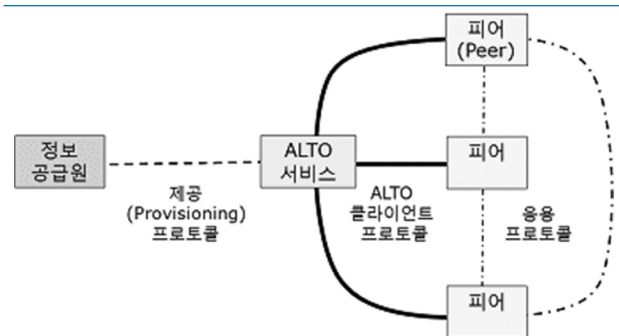 피어
(Peer)
정보
공급원
ALTO
서비스
피어
제공
(Provisioning)
프로토콜
ALTO
클라이언트
프로토콜
응용
프로토콜
피어